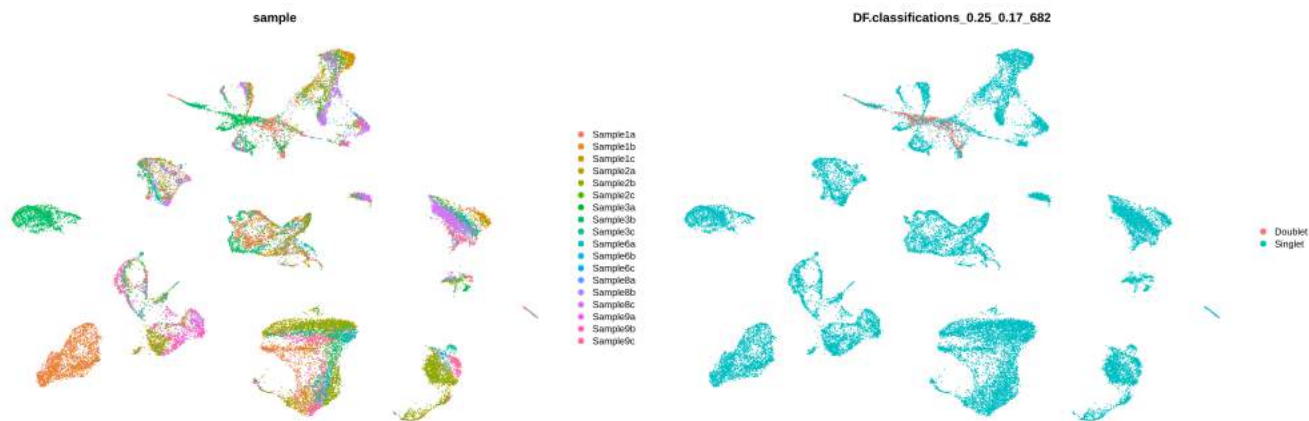 sample
Sample1a
Sample1b
Sample1c
Sample2a
Sample2b
Sample2c
Sample3a
Sample3b
Sample3c
Sample6a
Sample6b
Sample6c
Sample8a
Sample8b
Sample8c
Sample9a
Sample9b
Sample9c
DF.classifications_0.25_0.17_682
Doublet
Singlet